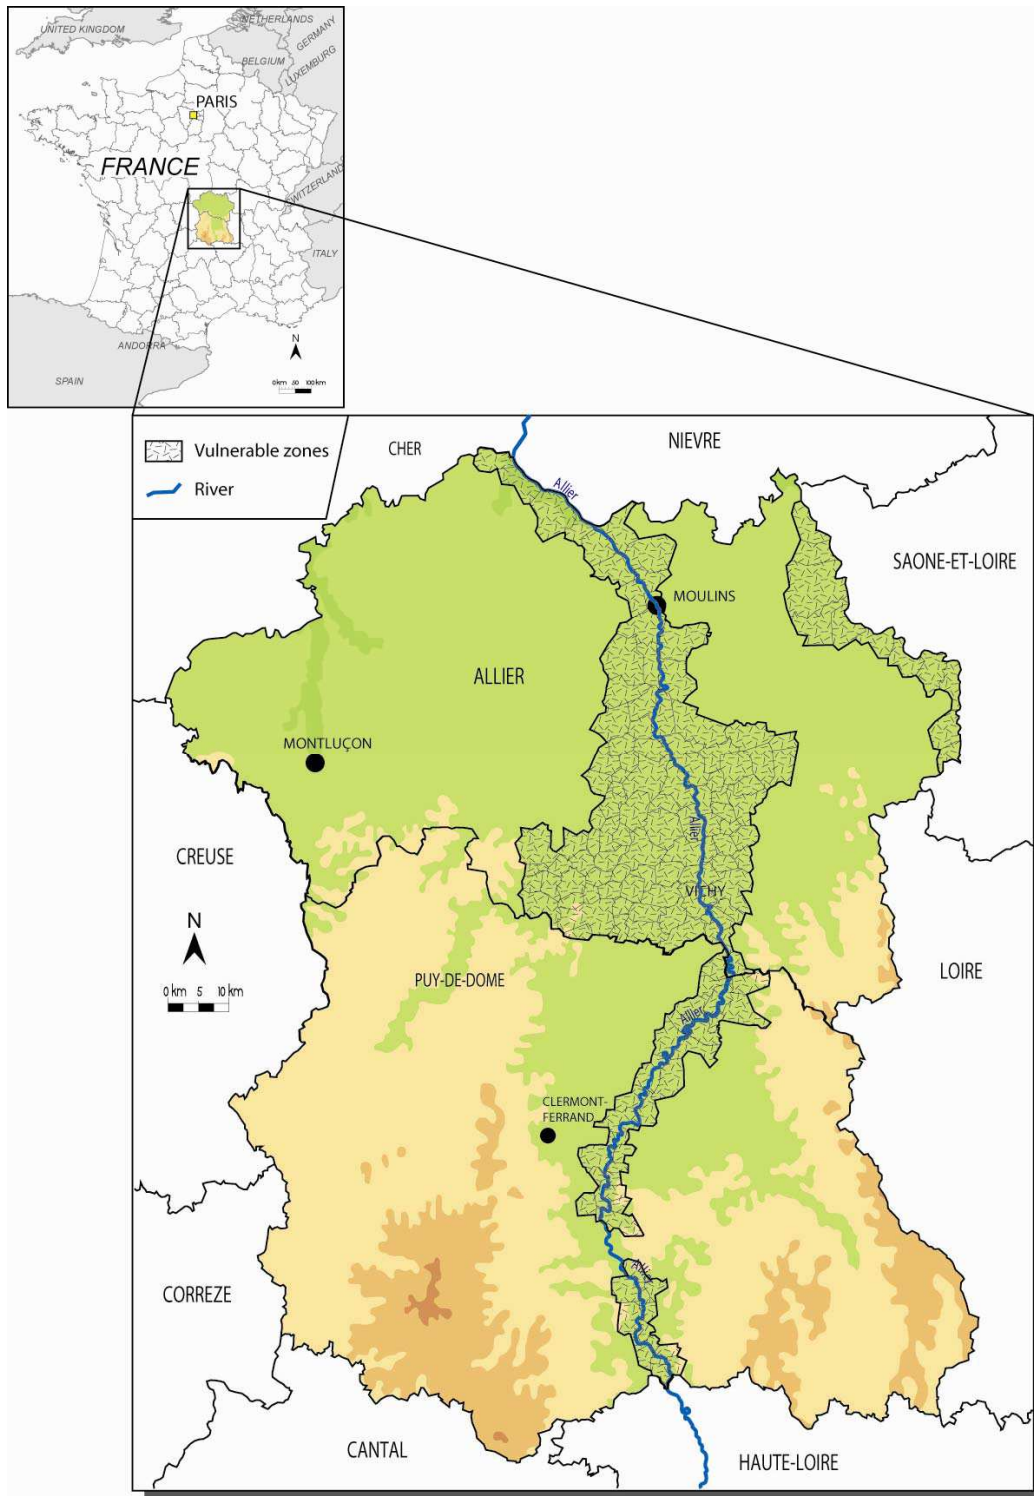 UNITED KINGDOM
NETHERLANDS
GERMANY
BELGIUM
LUXEMBURG
PARIS
FRANCE
SWITZERLAND
ITALY
ANDORRA
SPAIN
N
0 km 50 100 km
Vulnerable zones
River
CHER
NIEVRE
Allier
SAONE-ET-LOIRE
MOULINS
ALLIER
MONTLUÇON
Allier
CREUSE
VICHY
N
LOIRE
PUY-DE-DOME
0 km 5 10 km
Allier
CLERMONT-
FERRAND
Allier
CORREZE
CANTAL
HAUTE-LOIRE